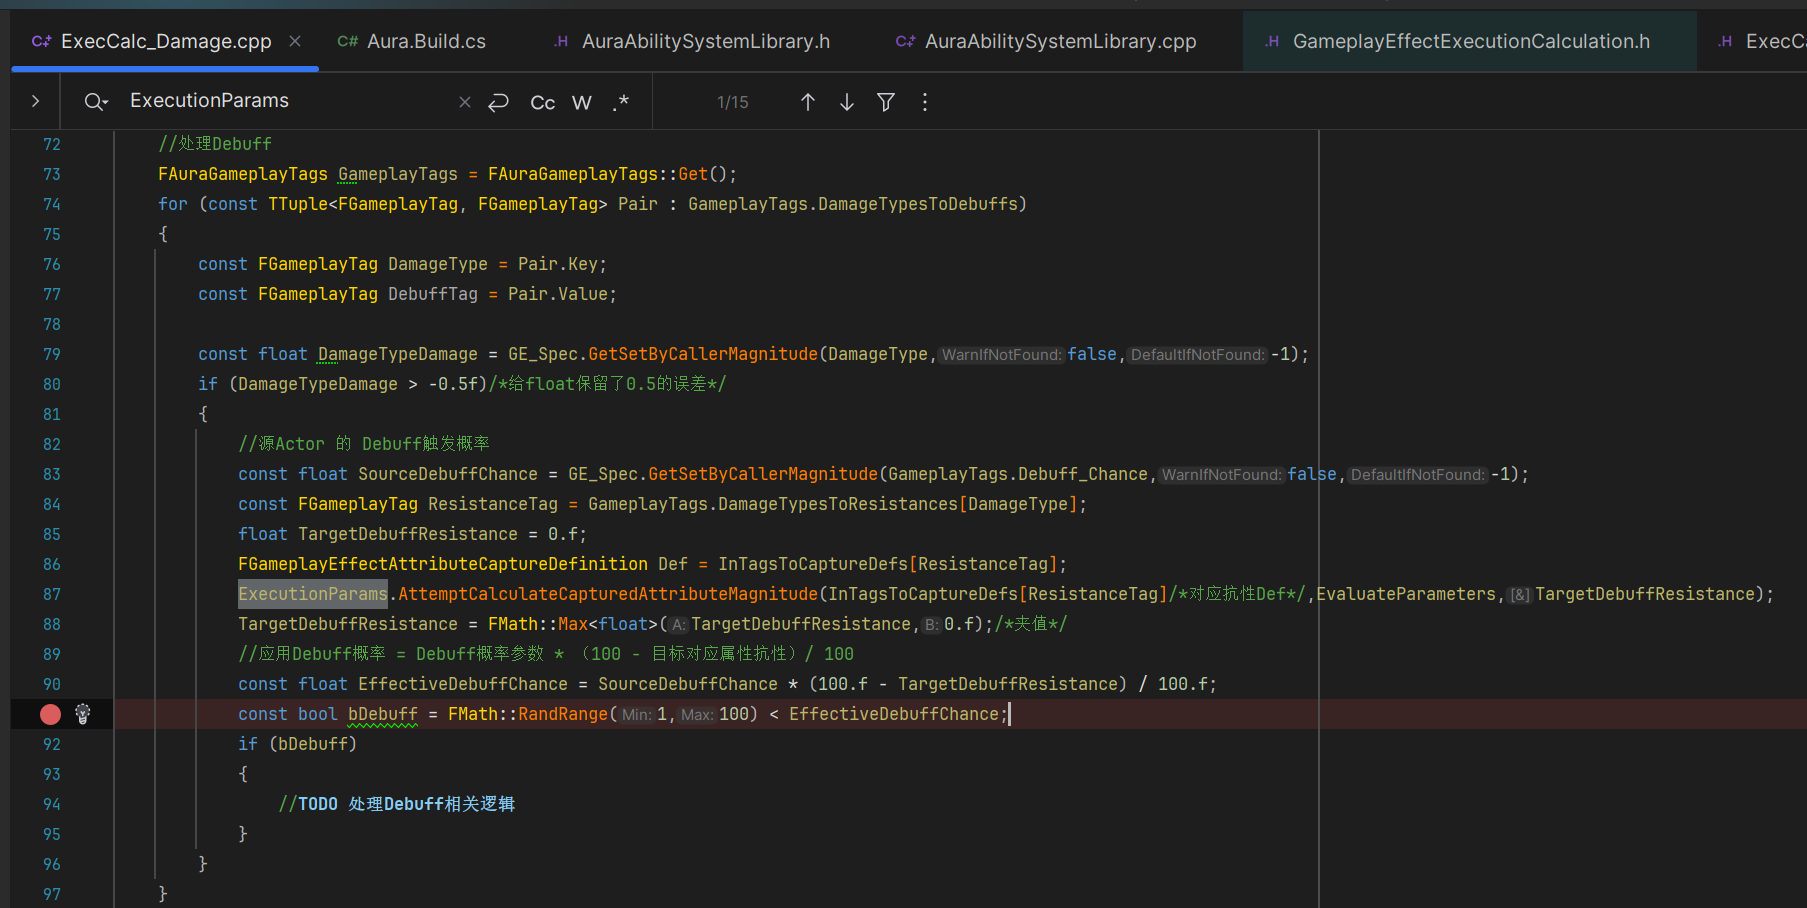 ExecCalc_Damage.cpp × C# Aura.Build.cs .H AuraAbilitySystemLibrary.h C++ AuraAbilitySystemLibrary.cpp .H GameplayEffectExecutionCalculation.h .H ExecCa
ExecutionParams × Cc W .* 1/15
72 //处理Debuff
73 FAuraGameplayTags GameplayTags = FAuraGameplayTags::Get();
74 for (const TTuple<FGameplayTag, FGameplayTag> Pair : GameplayTags.DamageTypesToDebuffs)
75 {
76 const FGameplayTag DamageType = Pair.Key;
77 const FGameplayTag DebuffTag = Pair.Value;
78
79 const float DamageTypeDamage = GE_Spec.GetSetByCallerMagnitude(DamageType, WarnIfNotFound: false, DefaultIfNotFound: -1);
80 if (DamageTypeDamage > -0.5f)/*给float保留了0.5的误差*/
81 {
82 //源Actor 的 Debuff触发概率
83 const float SourceDebuffChance = GE_Spec.GetSetByCallerMagnitude(GameplayTags.Debuff_Chance, WarnIfNotFound: false, DefaultIfNotFound: -1);
84 const FGameplayTag ResistanceTag = GameplayTags.DamageTypesToResistances[DamageType];
85 float TargetDebuffResistance = 0.f;
86 FGameplayEffectAttributeCaptureDefinition Def = InTagsToCaptureDefs[ResistanceTag];
87 ExecutionParams.AttemptCalculateCapturedAttributeMagnitude(InTagsToCaptureDefs[ResistanceTag]/*对应抗性Def*/,EvaluateParameters, [&] TargetDebuffResistance);
88 TargetDebuffResistance = FMath::Max<float>( A: TargetDebuffResistance, B: 0.f);/*夹值*/
89 //应用Debuff概率 = Debuff概率参数 * （100 - 目标对应属性抗性）/ 100
90 const float EffectiveDebuffChance = SourceDebuffChance * (100.f - TargetDebuffResistance) / 100.f;
const bool bDebuff = FMath::RandRange( Min: 1, Max: 100) < EffectiveDebuffChance;
92 if (bDebuff)
93 {
94 //TODO 处理Debuff相关逻辑
95 }
96 }
97 }